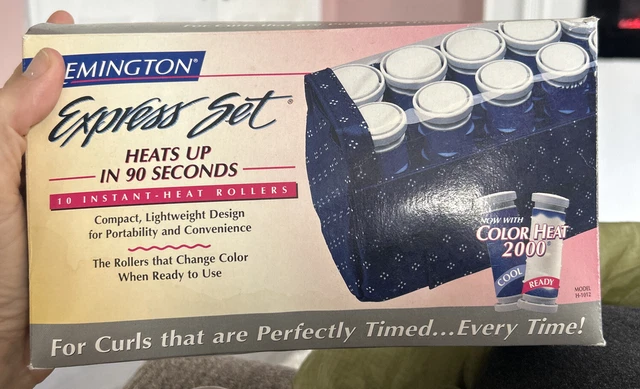 EMINGTON®
Express Set®
HEATS UP
IN 90 SECONDS
10 INSTANT-HEAT ROLLERS
Compact, Lightweight Design
for Portability and Convenience
The Rollers that Change Color
When Ready to Use
NOW WITH
COLOR HEAT
2000®
COOL
READY
MODEL
H-1012
For Curls that are Perfectly Timed...Every Time!